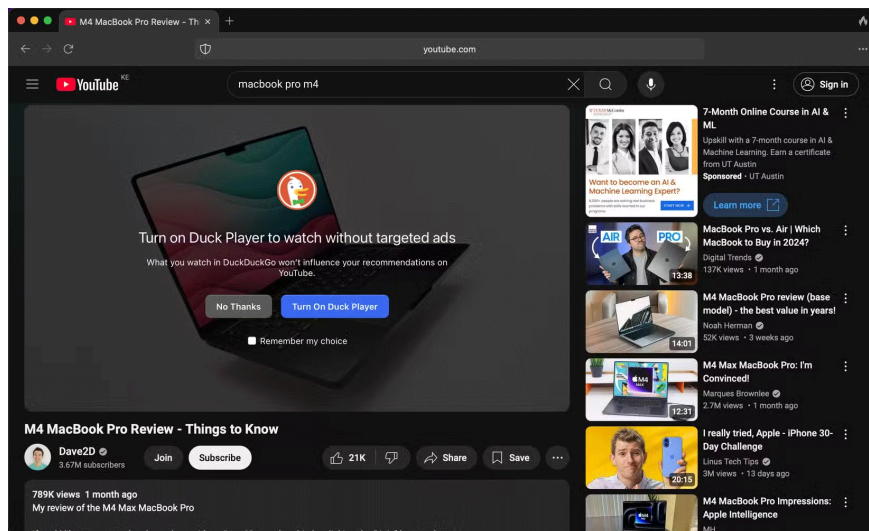 M4 MacBook Pro Review - Th
youtube.com
YouTube KE
macbook pro m4
Sign in
Turn on Duck Player to watch without targeted ads
What you watch in DuckDuckGo won't influence your recommendations on
YouTube.
No Thanks
Turn On Duck Player
Remember my choice
M4 MacBook Pro Review - Things to Know
Dave2D
3.67M subscribers
Join
Subscribe
21K
Share
Save
789K views 1 month ago
My review of the M4 Max MacBook Pro
Want to become an AI &
Machine Learning Expert?
START NOW
7-Month Online Course in AI &
ML
Upskill with a 7-month course in AI &
Machine Learning. Earn a certificate
from UT Austin
Sponsored · UT Austin
Learn more
AIR
PRO
13:38
MacBook Pro vs. Air | Which
MacBook to Buy in 2024?
Digital Trends
137K views • 1 month ago
14:01
M4 MacBook Pro review (base
model) - the best value in years!
Noah Herman
52K views • 3 weeks ago
M4
MAX
12:31
M4 Max MacBook Pro: I'm
Convinced!
Marques Brownlee
2.7M views • 1 month ago
20:15
I really tried, Apple - iPhone 30-
Day Challenge
Linus Tech Tips
3M views • 13 days ago
M4 MacBook Pro Impressions:
Apple Intelligence